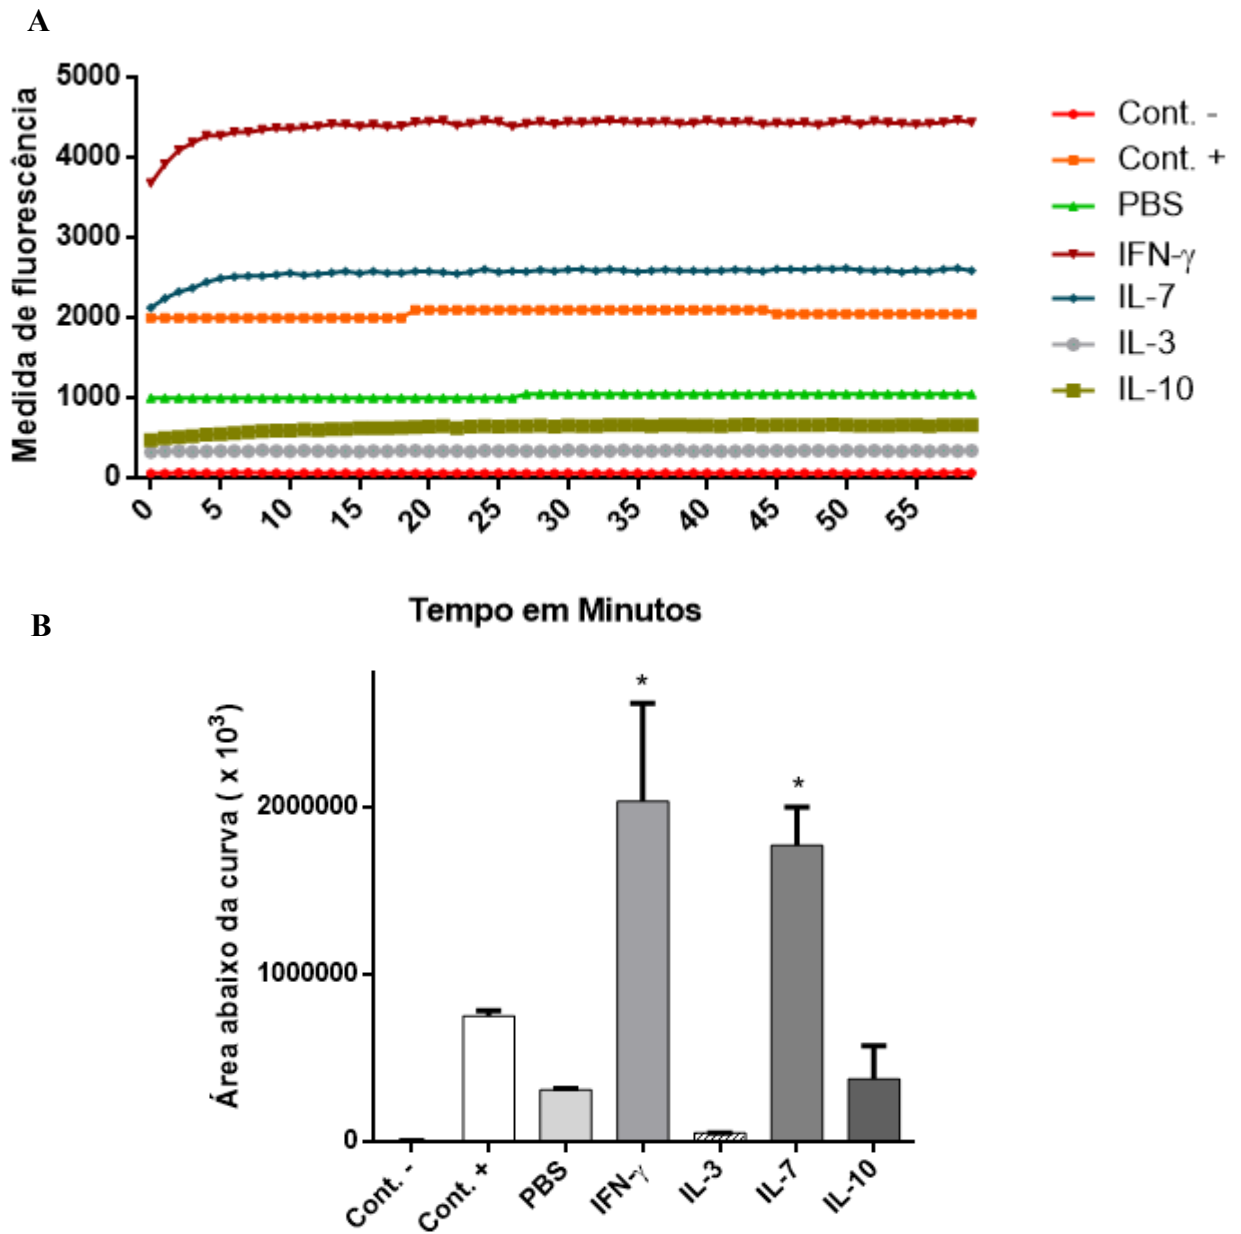 A
5000
4000
3000
2000
1000
0
Medida de fluorescência
0 5 10 15 20 25 30 35 40 45 50 55
Tempo em Minutos
Cont. -
Cont. +
PBS
IFN-γ
IL-7
IL-3
IL-10
B
Área abaixo da curva ( x 10³)
2000000
1000000
0
*
*
Cont. - Cont. + PBS IFN-γ IL-3 IL-7 IL-10